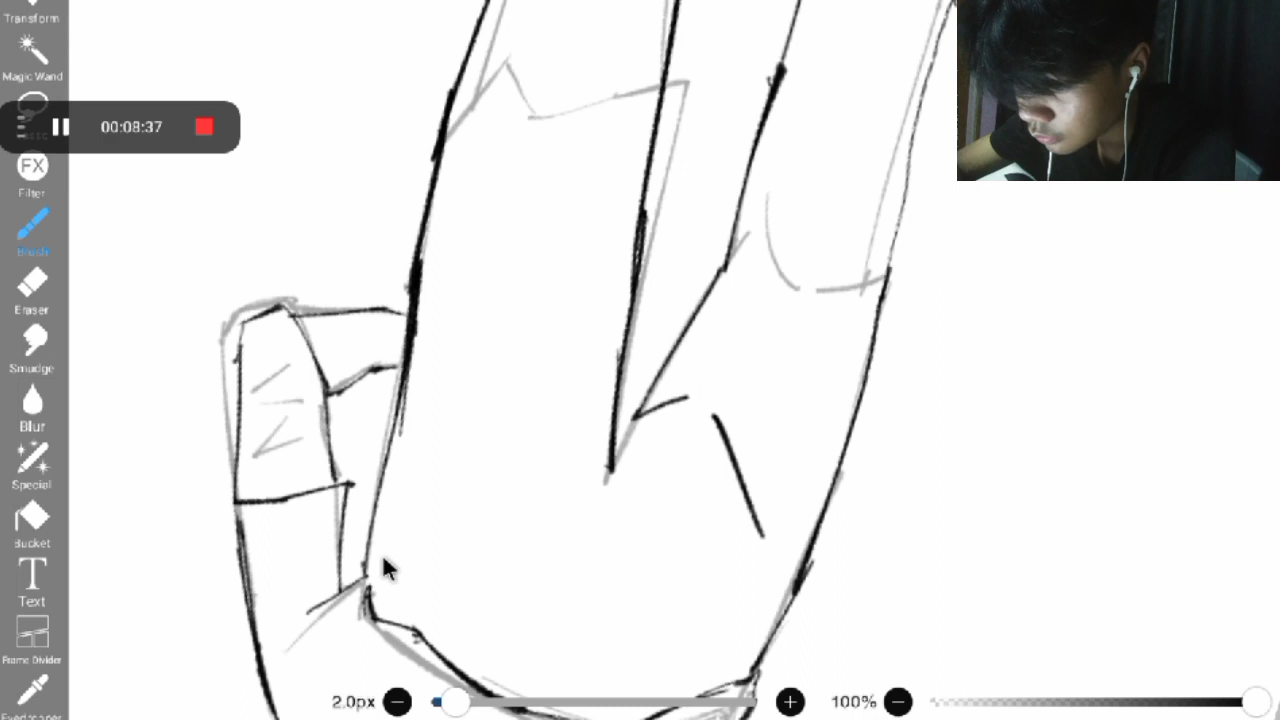 Transform
Magic Wand
00:08:37
FX
Filter
Brush
Eraser
Smudge
Blur
Special
Bucket
T
Text
Frame Divider
Eyedropper
2.0px
100%